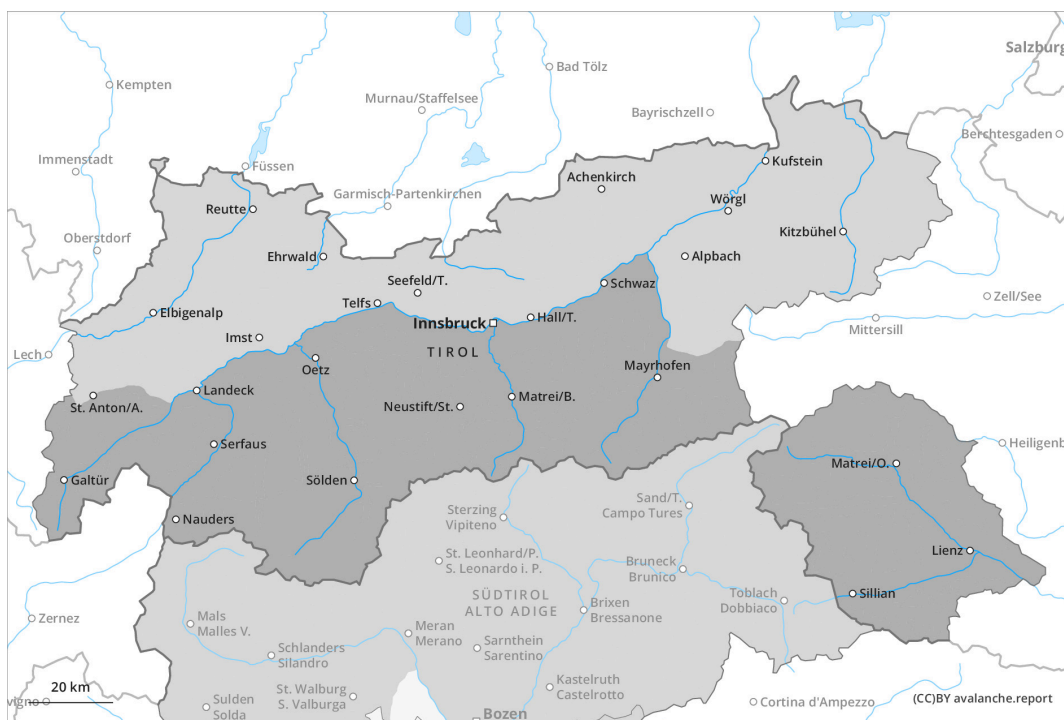 Salzburg
Kempten
Bad Tölz
Murnau/Staffelsee
Bayrischzell
Berchtesgaden
Immenstadt
Füssen
Kufstein
Achenkirch
Garmisch-Partenkirchen
Reutte
Wörgl
Oberstdorf
Kitzbühel
Ehrwald
Alpbach
Seefeld/T.
Schwaz
Zell/See
Telfs
Elbigenalp
Innsbruck
Hall/T.
Mittersill
Imst
TIROL
Lech
Oetz
Mayrhofen
Landeck
St. Anton/A.
Neustift/St.
Matrei/B.
Serfaus
Heiligenb
Matrei/O.
Galtür
Sölden
Sand/T.
Campo Tures
Nauders
Sterzing
Vipiteno
Lienz
St. Leonhard/P.
S. Leonardo i. P.
Bruneck
Brunico
SÜDTIROL
ALTO ADIGE
Sillian
Toblach
Dobbiaco
Zernez
Mals
Malles V.
Brixen
Bressanone
Meran
Merano
Sarnthein
Sarentino
Schlanders
Silandro
20 km
vigno
St. Walburg
S. Valburga
Kastelruth
Castelrotto
Sulden
Solda
Cortina d'Ampezzo
(CC)BY avalanche.report
Bozen